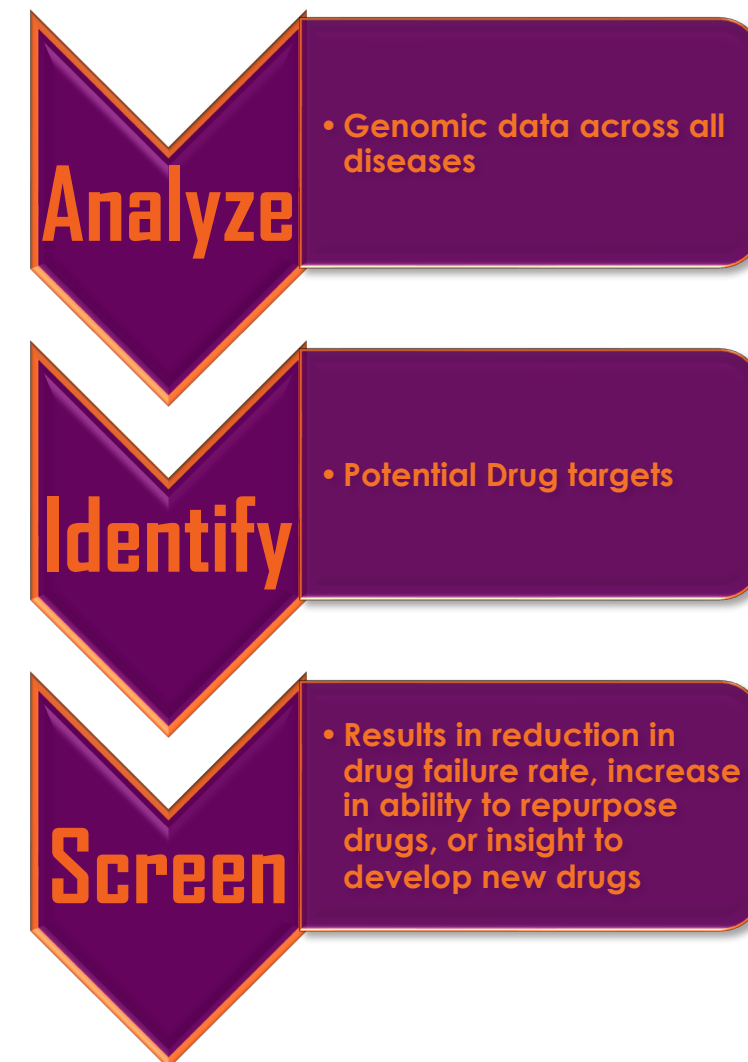 Analyze
• Genomic data across all
diseases
Identify
• Potential Drug targets
Screen
• Results in reduction in
drug failure rate, increase
in ability to repurpose
drugs, or insight to
develop new drugs